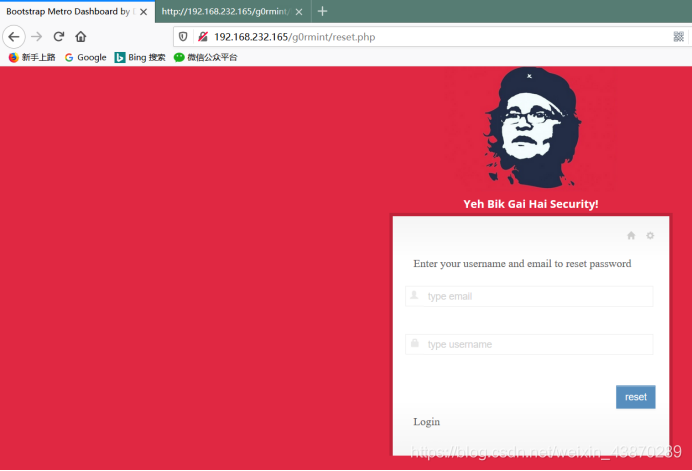 Bootstrap Metro Dashboard by
http://192.168.232.165/g0rmint/
192.168.232.165/g0rmint/reset.php
新手上路
Google
Bing 搜索
微信公众平台
Yeh Bik Gai Hai Security!
Enter your username and email to reset password
type email
type username
reset
Login
https://blog.csdn.net/weixin_43870239